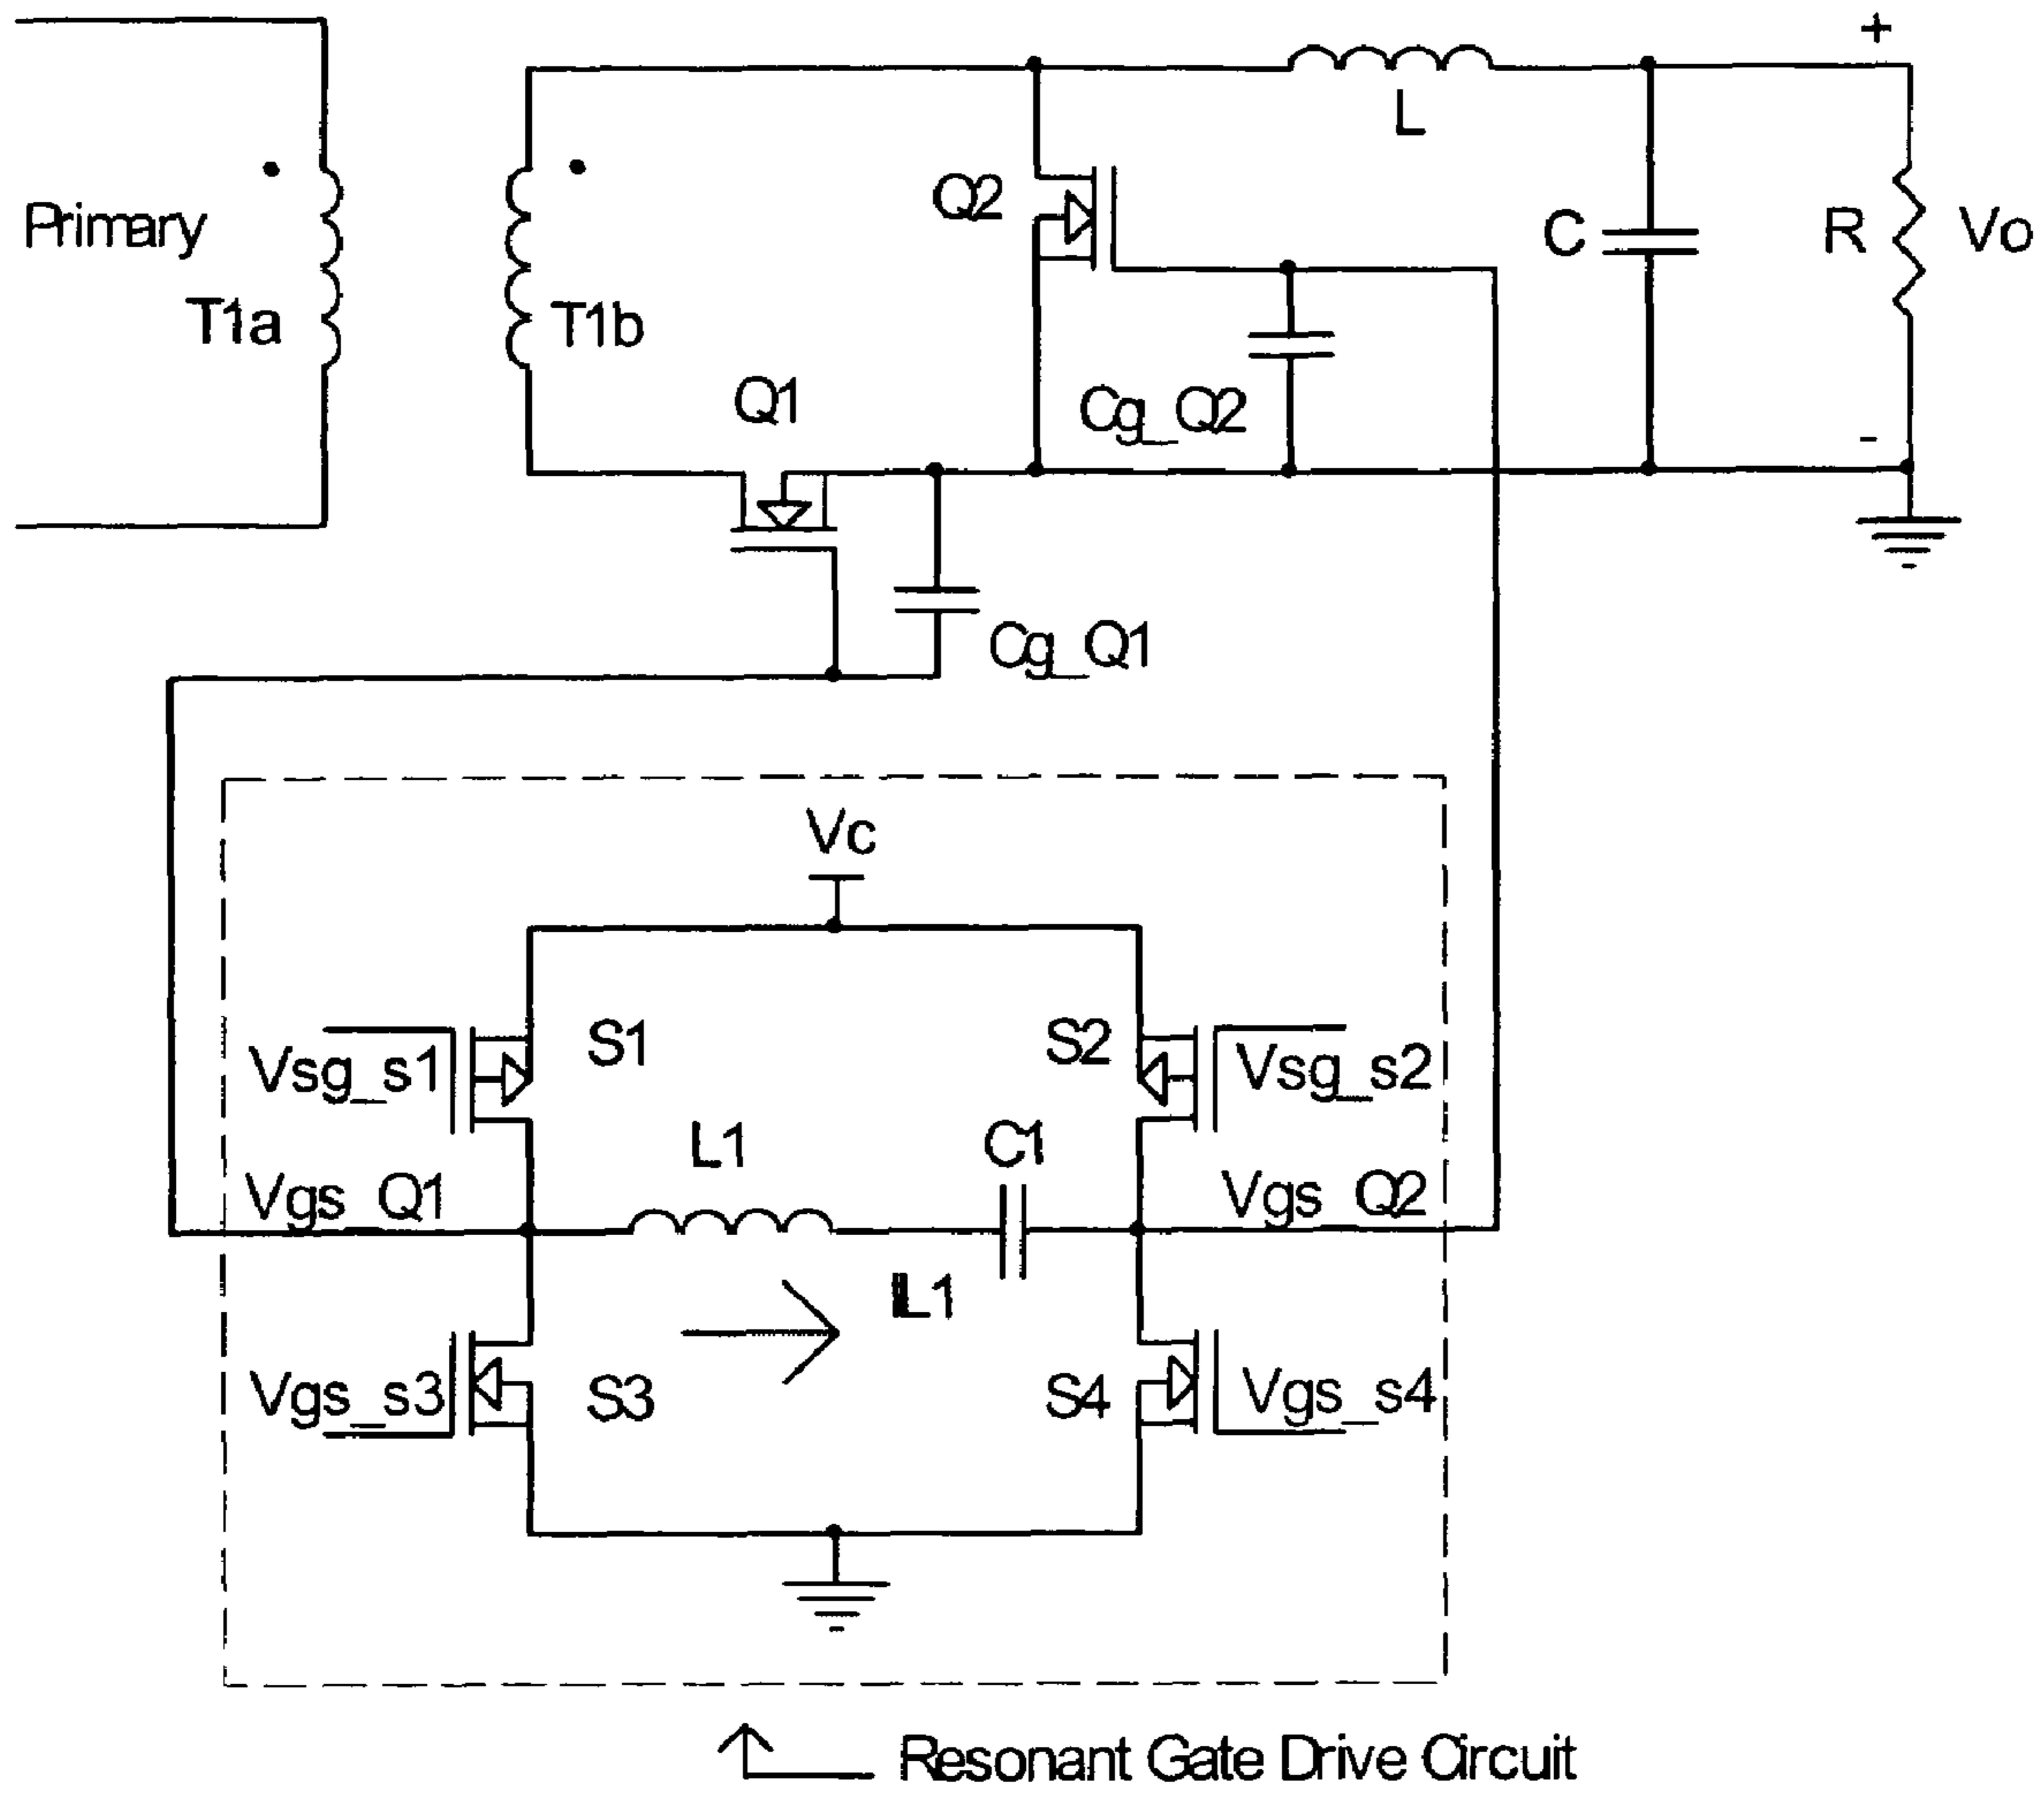 +
L
Q2
Primary
C
R
Vo
T1a
T1b
Q1
Cg_Q2
-
Cg_Q1
Vc
S1
S2
Vsg_s1
Vsg_s2
L1
C1
Vgs_Q1
Vgs_Q2
IL1
Vgs_s3
S3
S4
Vgs_s4
Resonant Gate Drive Circuit